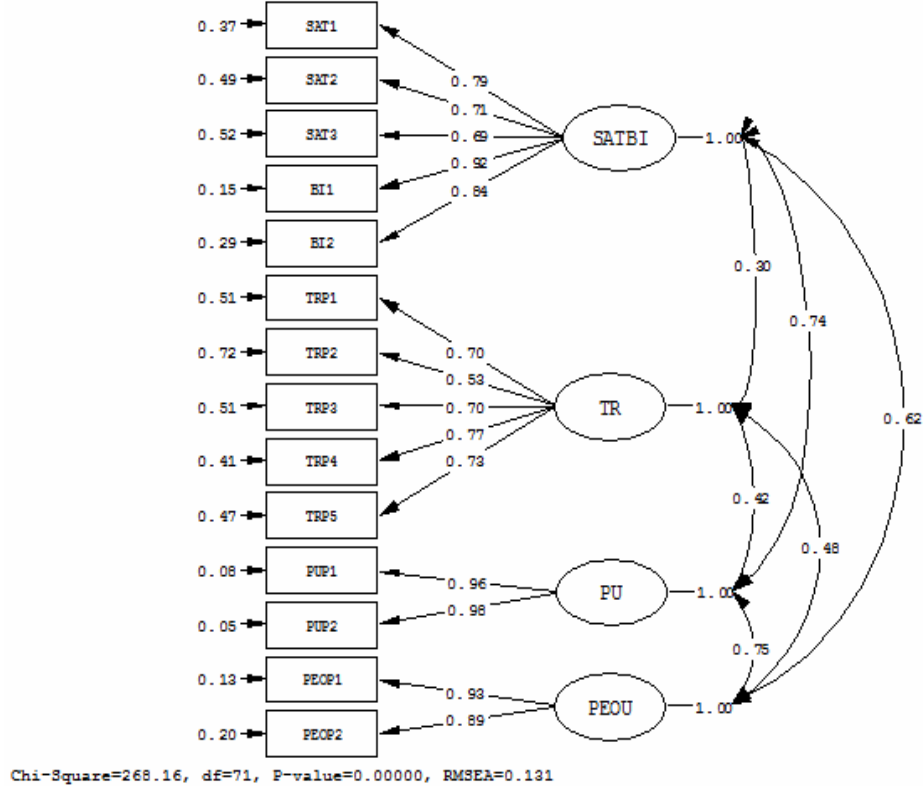 0.37 SAT1
0.79
0.49 SAT2
0.71
0.52 SAT3
0.69
SATBI 1.00
0.92
0.15 BI1
0.84
0.29 BI2
0.30
0.51 TRP1
0.74
0.70
0.72 TRP2
0.53
0.51 TRP3
0.70
TR 1.00
0.62
0.77
0.41 TRP4
0.73
0.42
0.47 TRP5
0.48
0.08 PUP1
0.96
PU 1.00
0.98
0.05 PUP2
0.75
0.13 PEOP1
0.93
PEOU 1.00
0.89
0.20 PEOP2
Chi-Square=268.16, df=71, P-value=0.00000, RMSEA=0.131